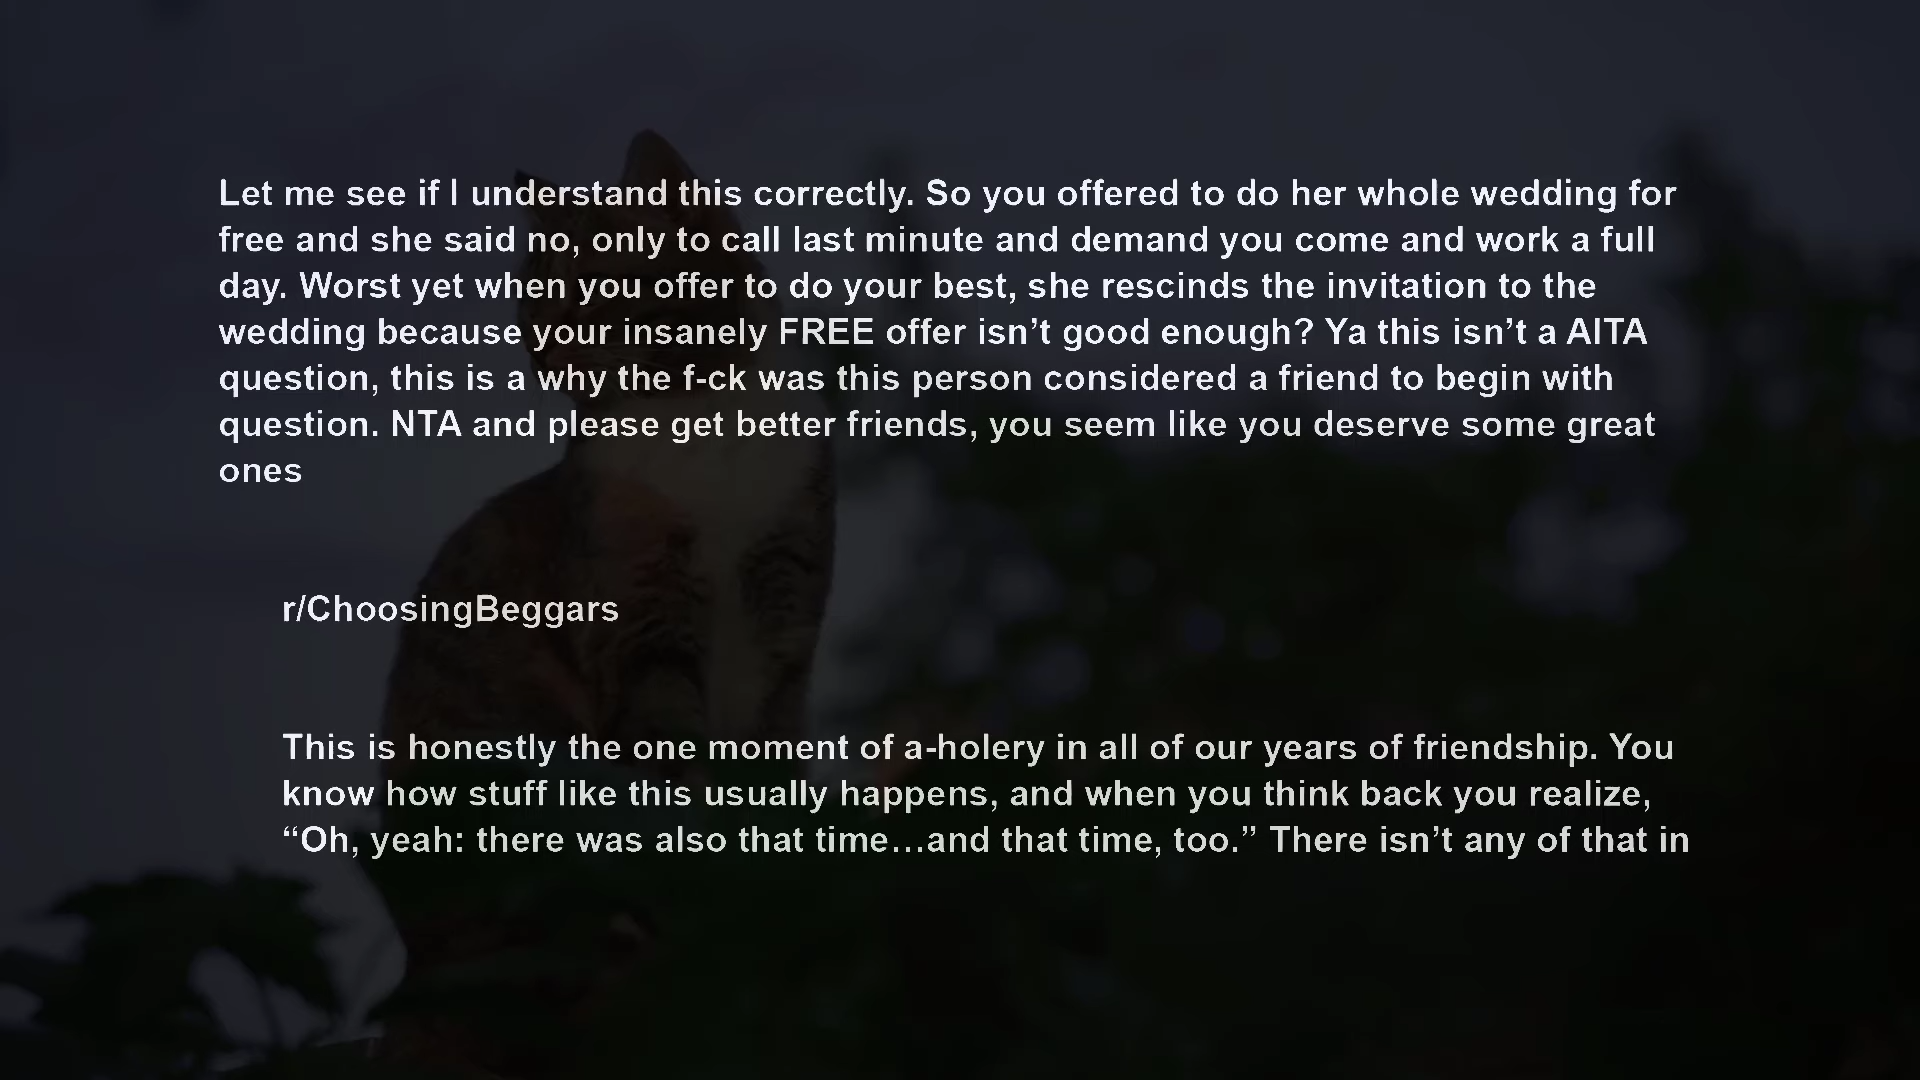 Let me see if I understand this correctly. So you offered to do her whole wedding for
free and she said no, only to call last minute and demand you come and work a full
day. Worst yet when you offer to do your best, she rescinds the invitation to the
wedding because your insanely FREE offer isn’t good enough? Ya this isn’t a AITA
question, this is a why the f-ck was this person considered a friend to begin with
question. NTA and please get better friends, you seem like you deserve some great
ones
r/ChoosingBeggars
This is honestly the one moment of a-holery in all of our years of friendship. You
know how stuff like this usually happens, and when you think back you realize,
“Oh, yeah: there was also that time…and that time, too.” There isn’t any of that in